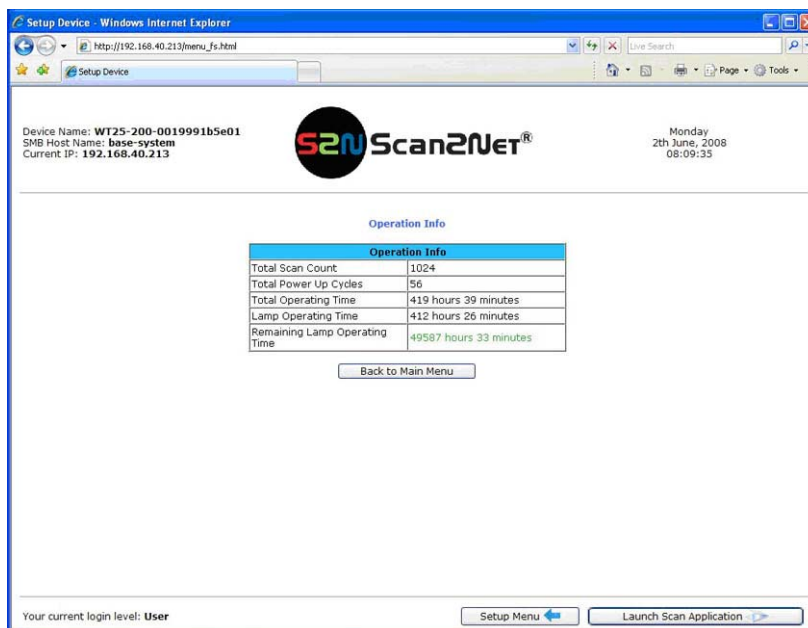 Setup Device - Windows Internet Explorer
http://192.168.40.213/menu_fs.html
Live Search
Setup Device
Page
Tools
Device Name: WT25-200-0019991b5e01
SMB Host Name: base-system
Current IP: 192.168.40.213
S2N Scan2Net®
Monday
2th June, 2008
08:09:35
Operation Info
Operation Info
Total Scan Count 1024
Total Power Up Cycles 56
Total Operating Time 419 hours 39 minutes
Lamp Operating Time 412 hours 26 minutes
Remaining Lamp Operating
Time
49587 hours 33 minutes
Back to Main Menu
Your current login level: User
Setup Menu
Launch Scan Application